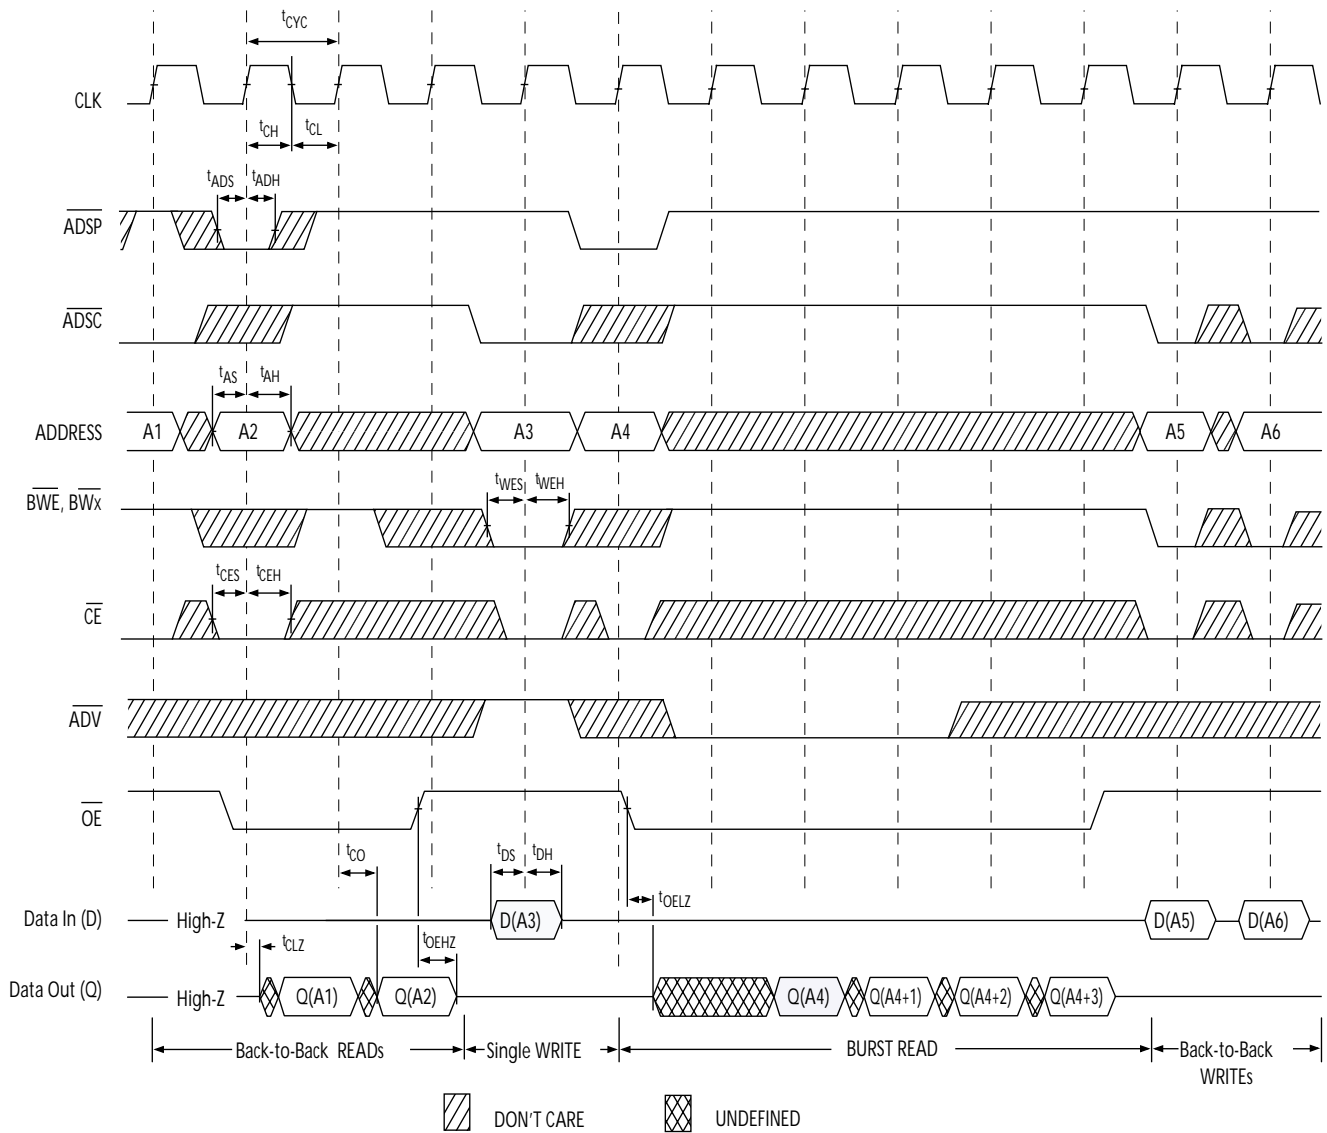 tCYC
CLK
tCH tCL
tADS tADH
ADSP
ADSC
tAS tAH
ADDRESS A1 A2 A3 A4 A5 A6
tWES tWEH
BWE, BWx
tCES tCEH
CE
ADV
OE
tCO tDS tDH
tOELZ
Data In (D) High-Z D(A3) D(A5) D(A6)
tCLZ tOEHZ
Data Out (Q) High-Z Q(A1) Q(A2) Q(A4) Q(A4+1) Q(A4+2) Q(A4+3)
Back-to-Back READs Single WRITE BURST READ Back-to-Back
WRITEs
DON'T CARE UNDEFINED